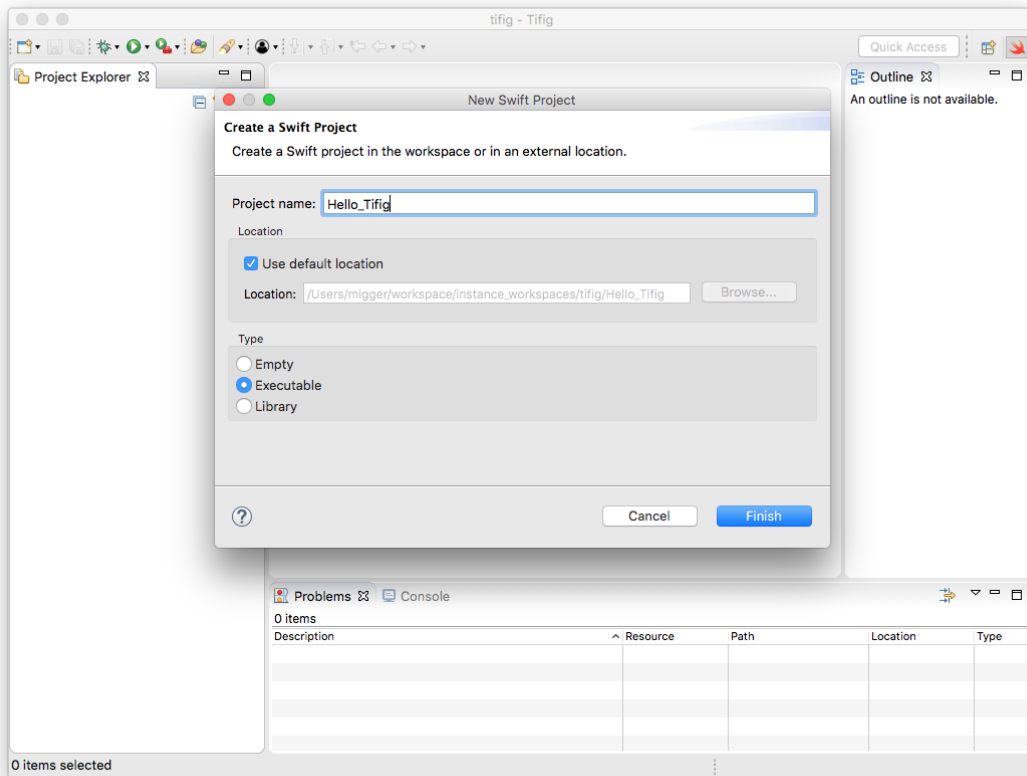 tifig - Tifig
Quick Access
Project Explorer
Outline
An outline is not available.
New Swift Project
Create a Swift Project
Create a Swift project in the workspace or in an external location.
Project name: Hello_Tifig
Location
Use default location
Location: /Users/migger/workspace/instance_workspaces/tifig/Hello_Tifig Browse...
Type
Empty
Executable
Library
? Cancel Finish
Problems Console
0 items
Description Resource Path Location Type
0 items selected